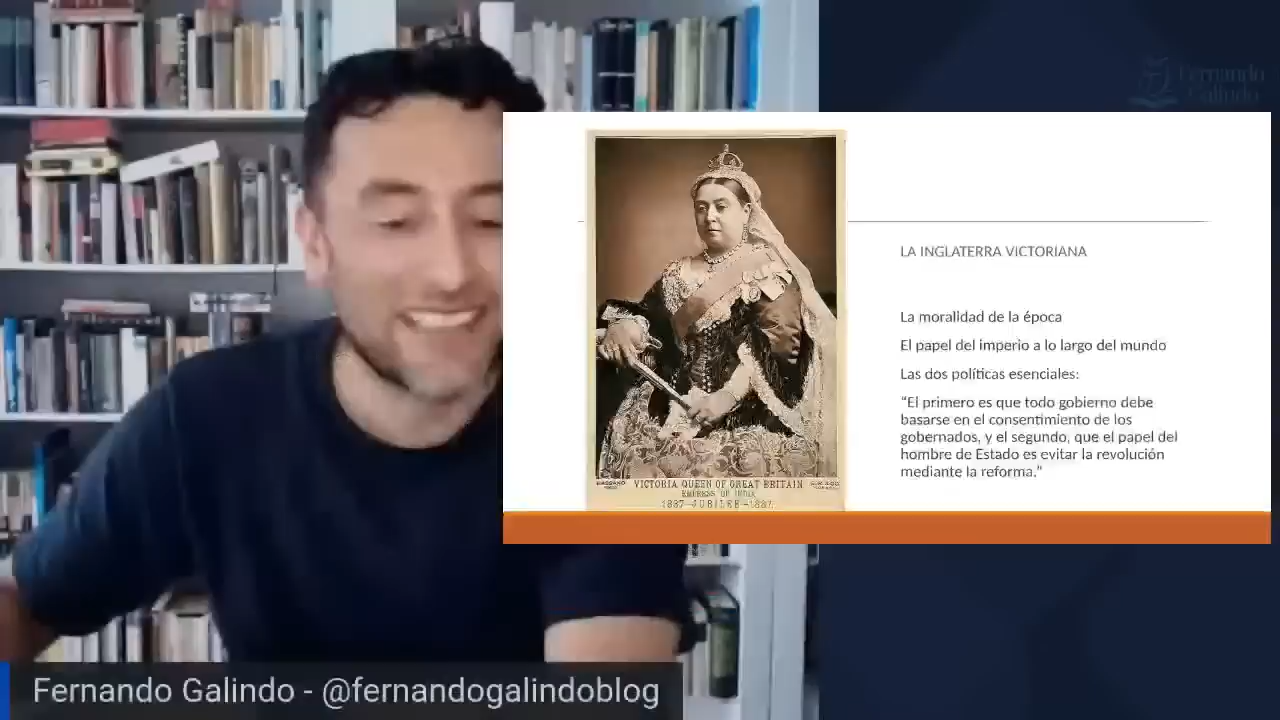 Fernando
Galindo
LA INGLATERRA VICTORIANA
La moralidad de la época
El papel del imperio a lo largo del mundo
Las dos políticas esenciales:
“El primero es que todo gobierno debe
basarse en el consentimiento de los
gobernados, y el segundo, que el papel del
hombre de Estado es evitar la revolución
mediante la reforma.”
VICTORIA QUEEN OF GREAT BRITAIN
EMPRESS OF INDIA
1837-JUBILEE-1887
Fernando Galindo - @fernandogalindoblog